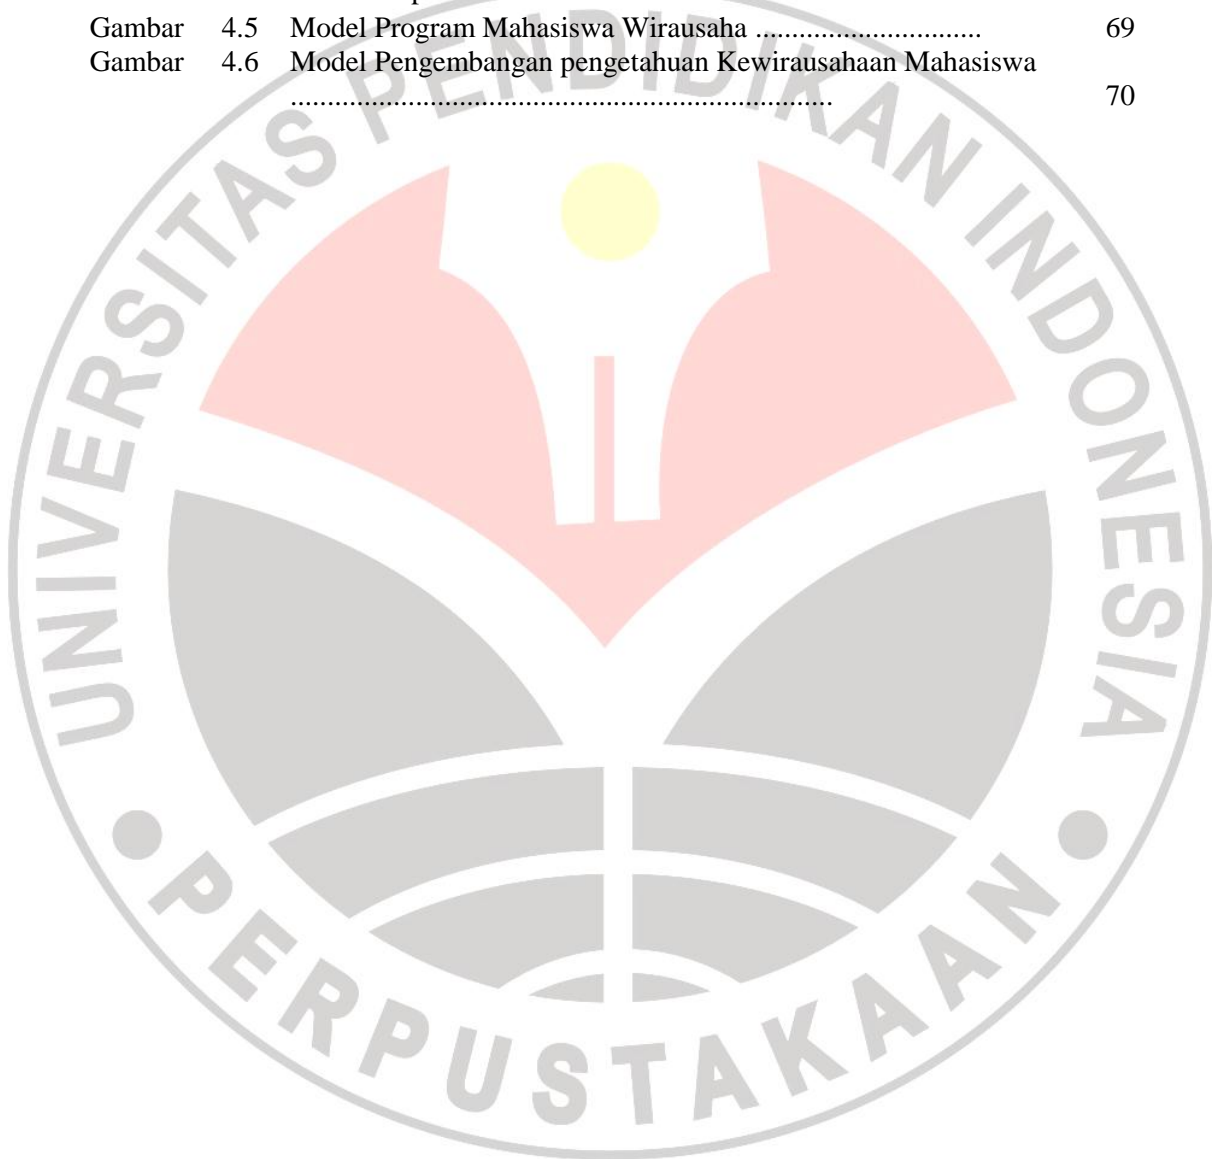 Gambar 4.5 Model Program Mahasiswa Wirausaha ............................... 69
Gambar 4.6 Model Pengembangan pengetahuan Kewirausahaan Mahasiswa
.......................................................................... 70
UNIVERSITAS PENDIDIKAN INDONESIA
• PERPUSTAKAAN •